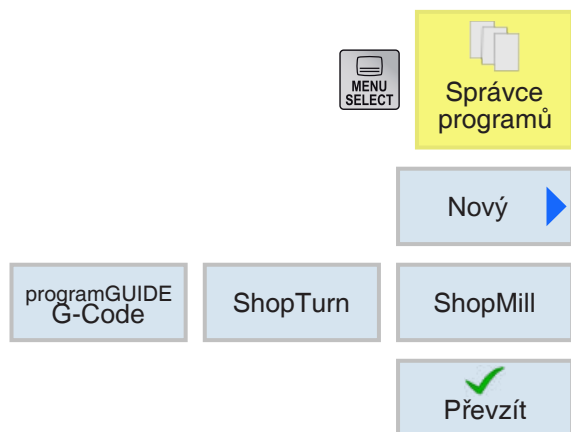 MENU
SELECT
Správce
programů
Nový
programGUIDE
G-Code
ShopTurn
ShopMill
Převzít